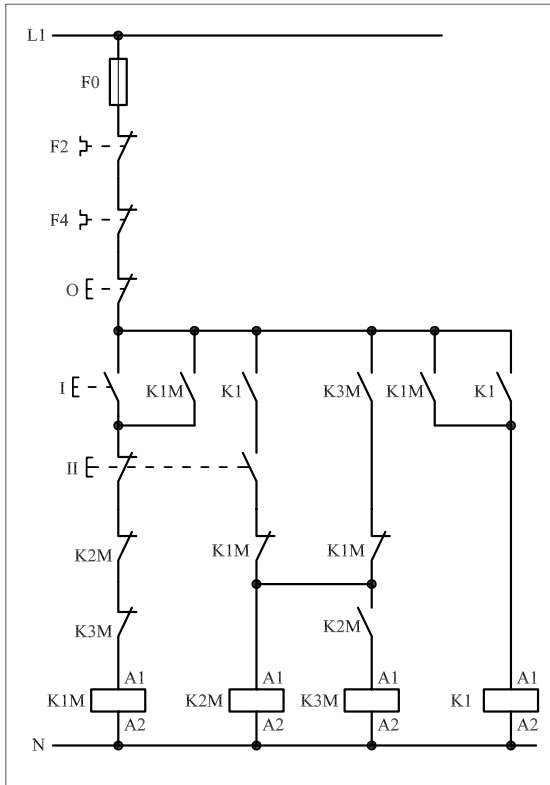 L1
F0
F2
F4
O
I K1M K1 K3M K1M K1
II
K2M K1M K1M
K3M K2M
A1 A1 A1 A1
K1M K2M K3M K1
A2 A2 A2 A2
N